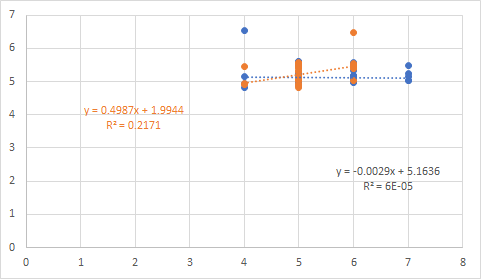 7
6
5
4
3
2
1
0
y = 0.4987x + 1.9944
R² = 0.2171
y = -0.0029x + 5.1636
R² = 6E-05
0 1 2 3 4 5 6 7 8